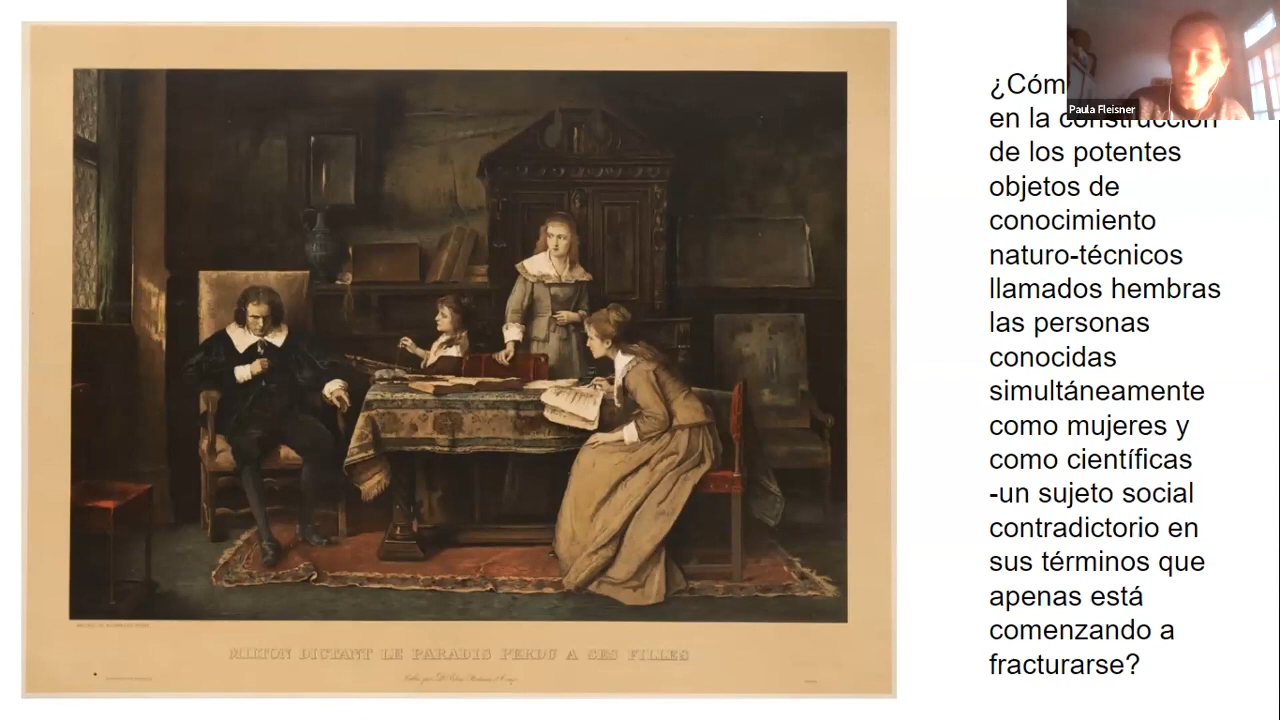 Paula Fleisner
¿Cóm
en la construcción
de los potentes
objetos de
conocimiento
naturo-técnicos
llamados hembras
las personas
conocidas
simultáneamente
como mujeres y
como científicas
-un sujeto social
contradictorio en
sus términos que
apenas está
comenzando a
fracturarse?
MILTON DICTANT LE PARADIS PERDU A SES FILLES